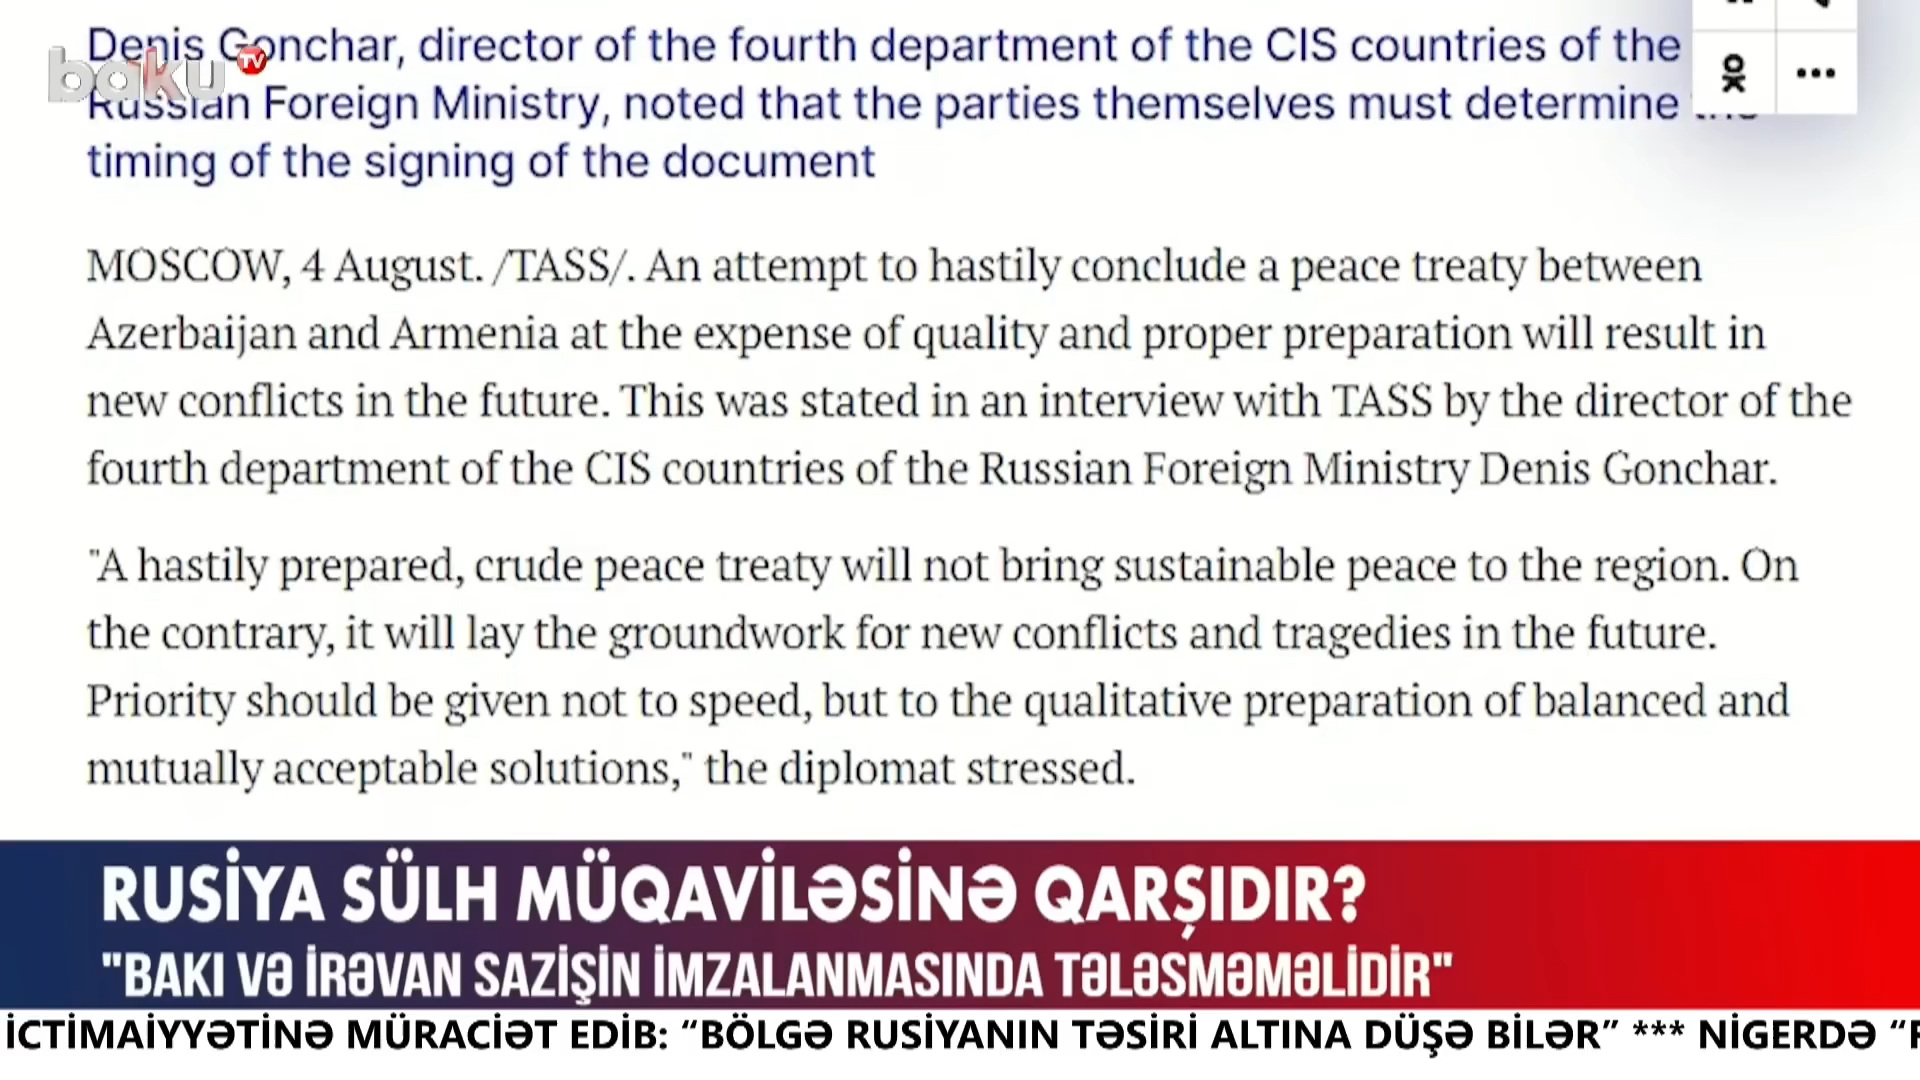 Denis Gonchar, director of the fourth department of the CIS countries of the
baku TV
Russian Foreign Ministry, noted that the parties themselves must determine the
timing of the signing of the document
MOSCOW, 4 August. /TASS/. An attempt to hastily conclude a peace treaty between
Azerbaijan and Armenia at the expense of quality and proper preparation will result in
new conflicts in the future. This was stated in an interview with TASS by the director of the
fourth department of the CIS countries of the Russian Foreign Ministry Denis Gonchar.
"A hastily prepared, crude peace treaty will not bring sustainable peace to the region. On
the contrary, it will lay the groundwork for new conflicts and tragedies in the future.
Priority should be given not to speed, but to the qualitative preparation of balanced and
mutually acceptable solutions," the diplomat stressed.
RUSİYA SÜLH MÜQAVİLƏSİNƏ QARŞIDIR?
"BAKI VƏ İRƏVAN SAZİŞİN İMZALANMASINDA TƏLƏSMƏMƏLİDİR"
İCTİMAİYYƏTİNƏ MÜRACİƏT EDİB: “BÖLGƏ RUSİYANIN TƏSİRİ ALTINA DÜŞƏ BİLƏR” *** NİGERDƏ “